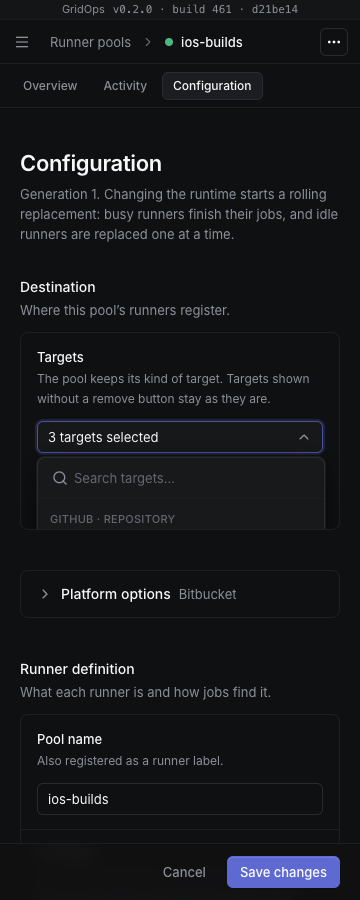 GridOps v0.2.0 · build 461 · d21be14
Runner pools
ios-builds
Overview
Activity
Configuration
Configuration
Generation 1. Changing the runtime starts a rolling
replacement: busy runners finish their jobs, and idle
runners are replaced one at a time.
Destination
Where this pool's runners register.
Targets
The pool keeps its kind of target. Targets shown
without a remove button stay as they are.
3 targets selected
Search targets...
GITHUB · REPOSITORY
Platform options Bitbucket
Runner definition
What each runner is and how jobs find it.
Pool name
Also registered as a runner label.
ios-builds
Cancel
Save changes